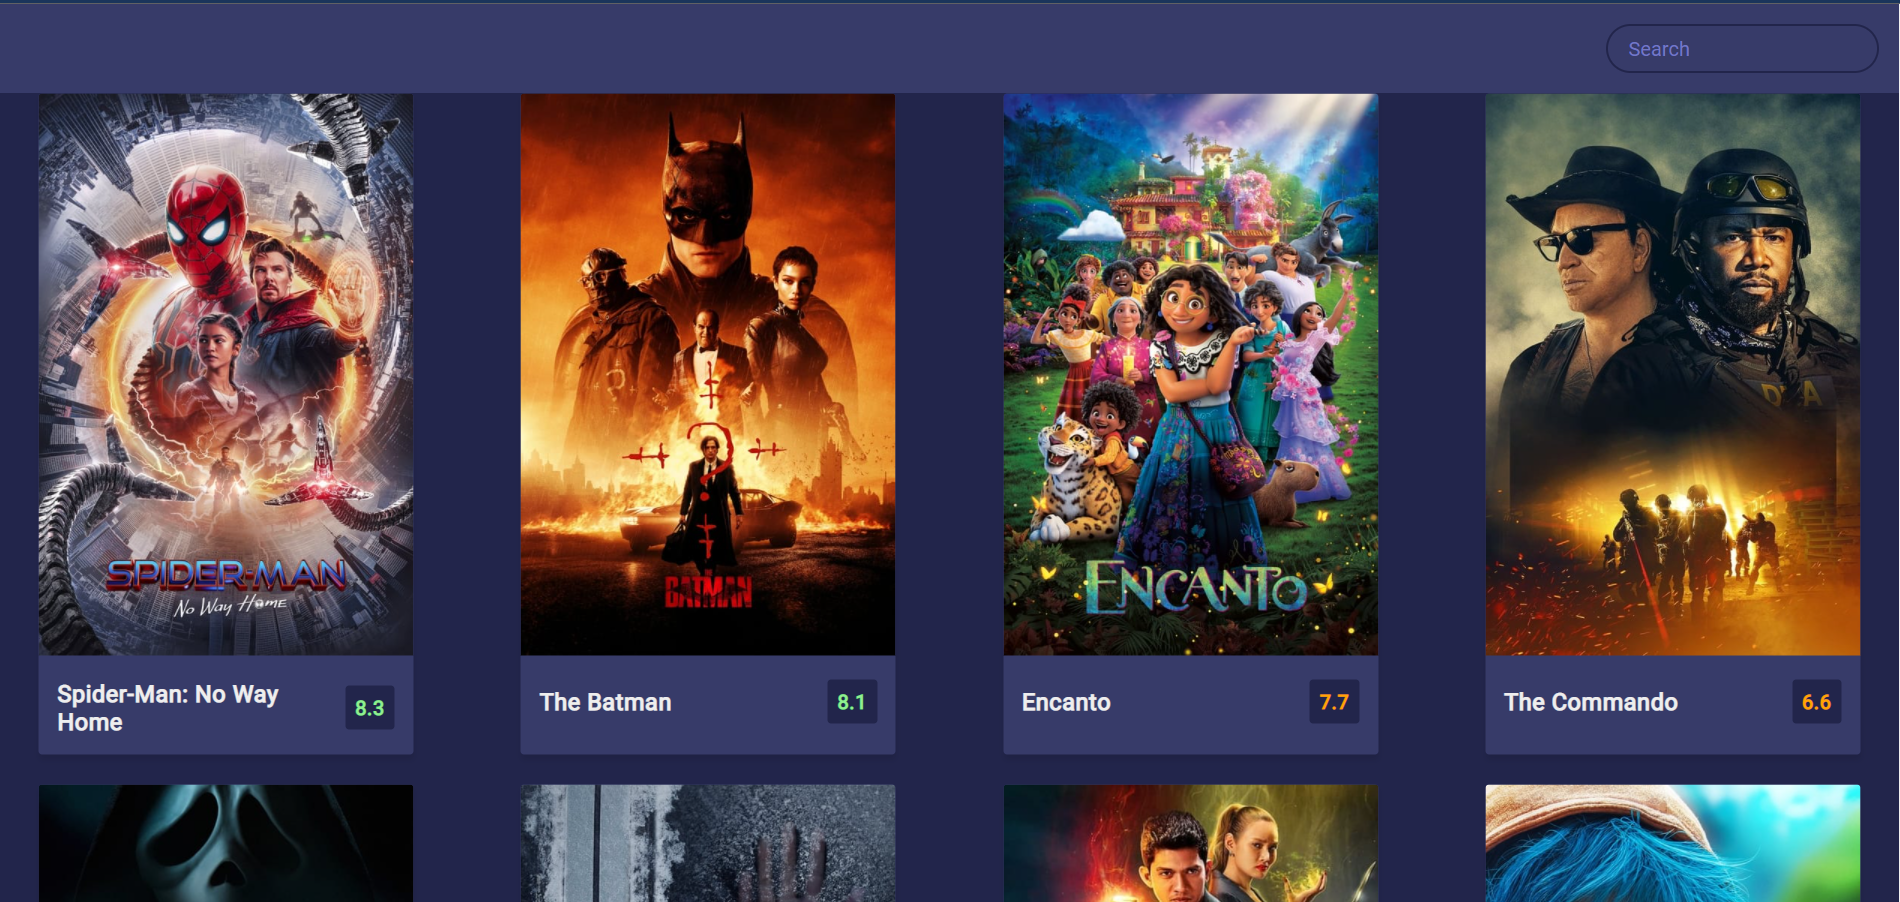 Search
SPIDER-MAN
No Way Home
BATMAN
ENCANTO
Spider-Man: No Way
Home
8.3
The Batman
8.1
Encanto
7.7
The Commando
6.6